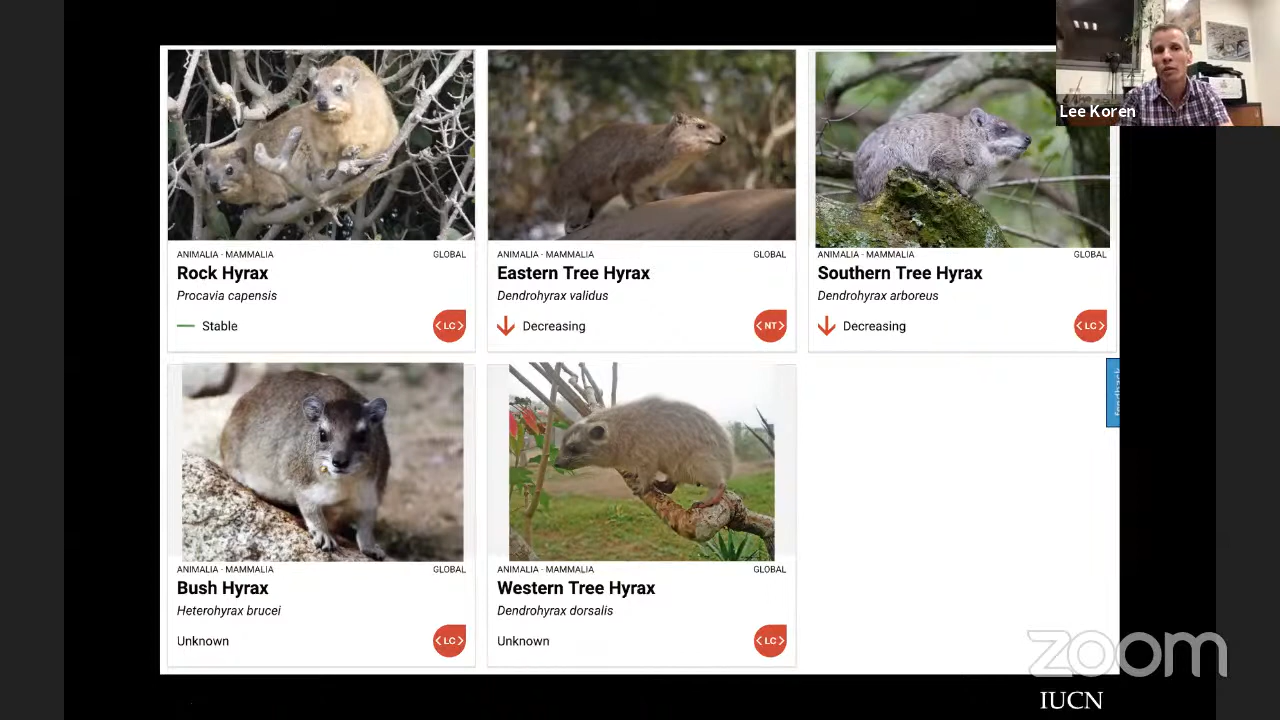 Lee Koren
ANIMALIA - MAMMALIA GLOBAL
Rock Hyrax
Procavia capensis
Stable <LC>
ANIMALIA - MAMMALIA GLOBAL
Eastern Tree Hyrax
Dendrohyrax validus
Decreasing <NT>
ANIMALIA - MAMMALIA GLOBAL
Southern Tree Hyrax
Dendrohyrax arboreus
Decreasing <LC>
feedback
ANIMALIA - MAMMALIA GLOBAL
Bush Hyrax
Heterohyrax brucei
Unknown <LC>
ANIMALIA - MAMMALIA GLOBAL
Western Tree Hyrax
Dendrohyrax dorsalis
Unknown <LC>
zoom
IUCN